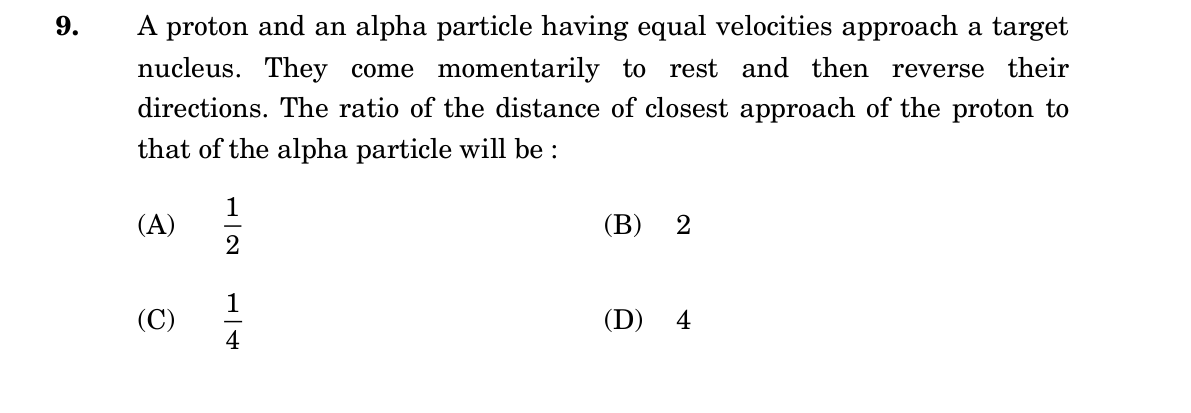 9. A proton and an alpha particle having equal velocities approach a target
nucleus. They come momentarily to rest and then reverse their
directions. The ratio of the distance of closest approach of the proton to
that of the alpha particle will be :
(A) 1/2 (B) 2
(C) 1/4 (D) 4